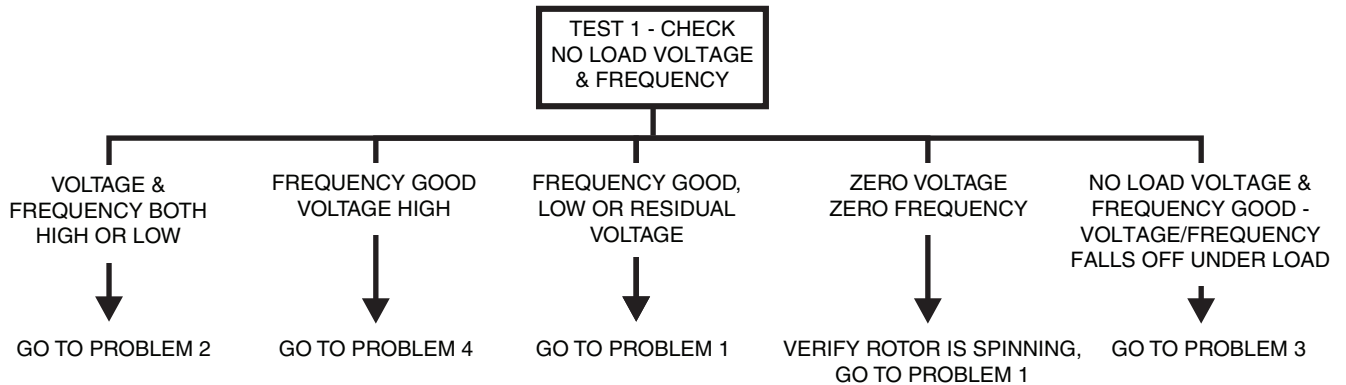 TEST 1 - CHECK
NO LOAD VOLTAGE
& FREQUENCY
VOLTAGE &
FREQUENCY BOTH
HIGH OR LOW
FREQUENCY GOOD
VOLTAGE HIGH
FREQUENCY GOOD,
LOW OR RESIDUAL
VOLTAGE
ZERO VOLTAGE
ZERO FREQUENCY
NO LOAD VOLTAGE &
FREQUENCY GOOD -
VOLTAGE/FREQUENCY
FALLS OFF UNDER LOAD
GO TO PROBLEM 2
GO TO PROBLEM 4
GO TO PROBLEM 1
VERIFY ROTOR IS SPINNING,
GO TO PROBLEM 1
GO TO PROBLEM 3